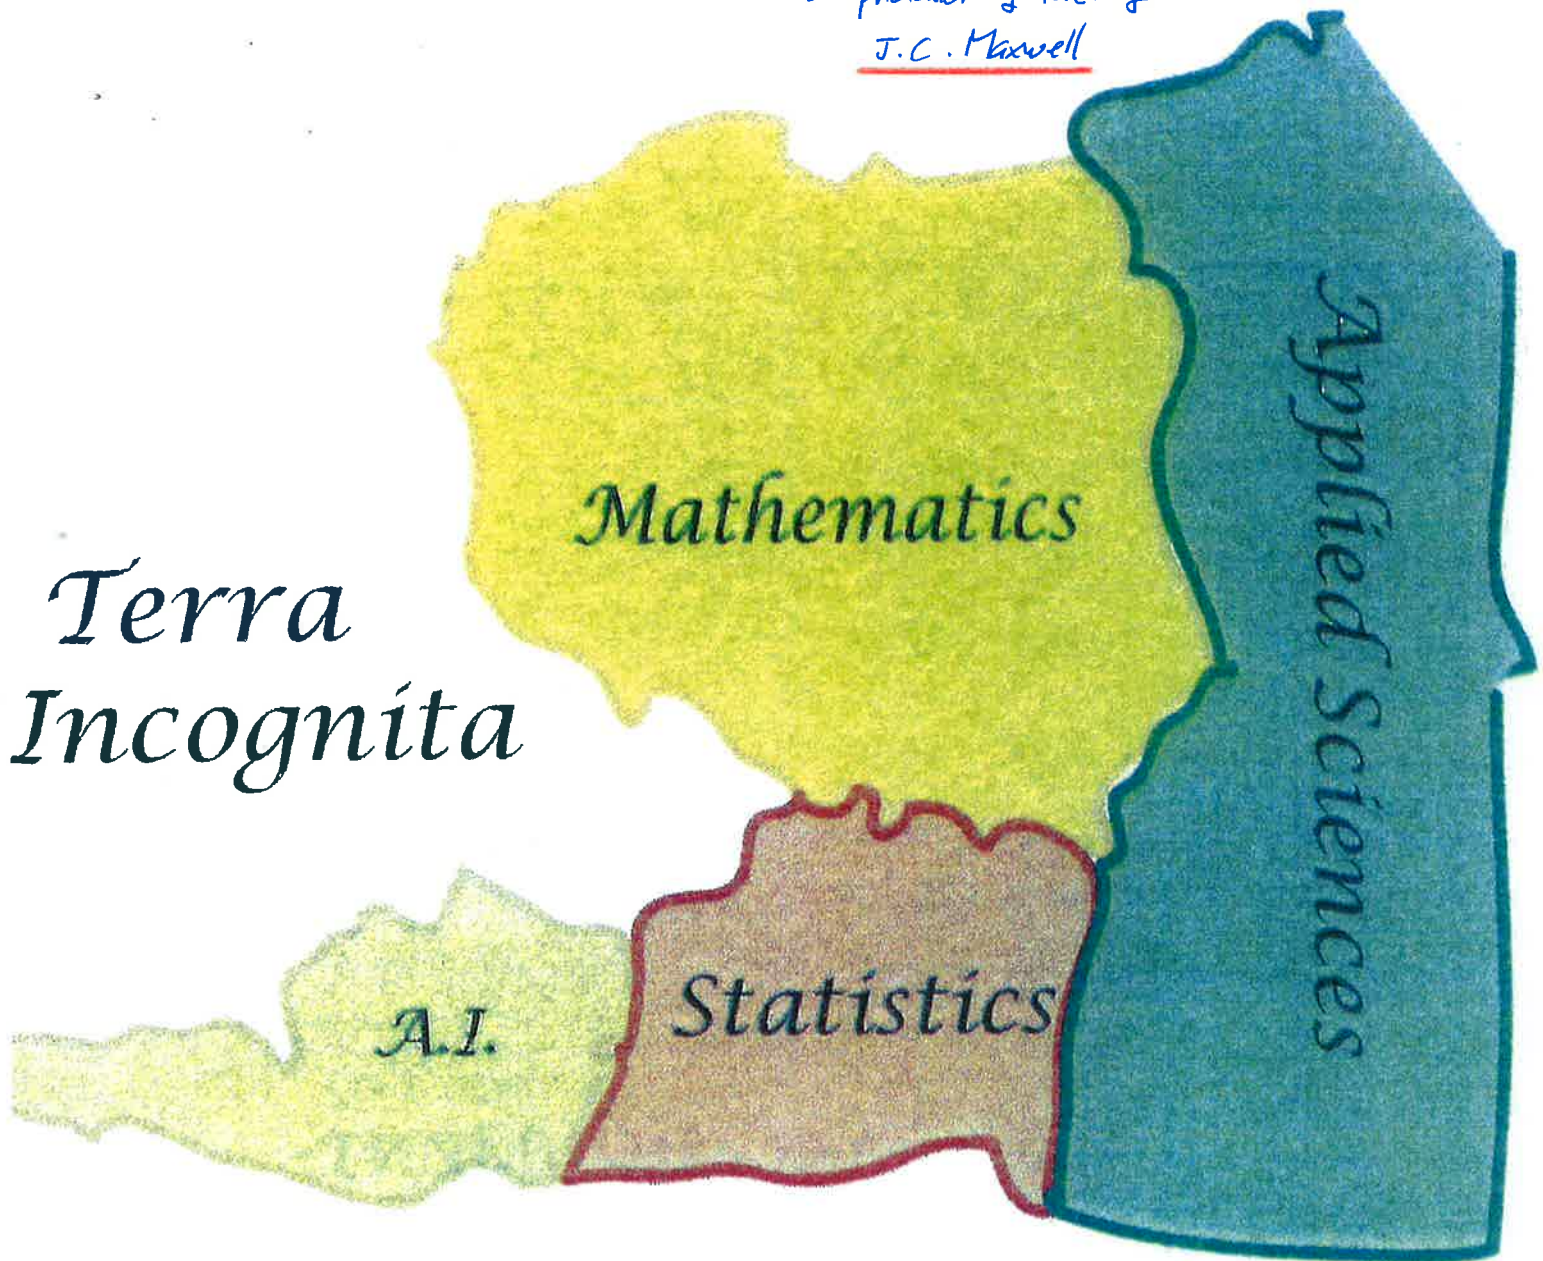 J.C. Maxwell
Mathematics
Applied Sciences
Terra
Incognita
Statistics
A.I.